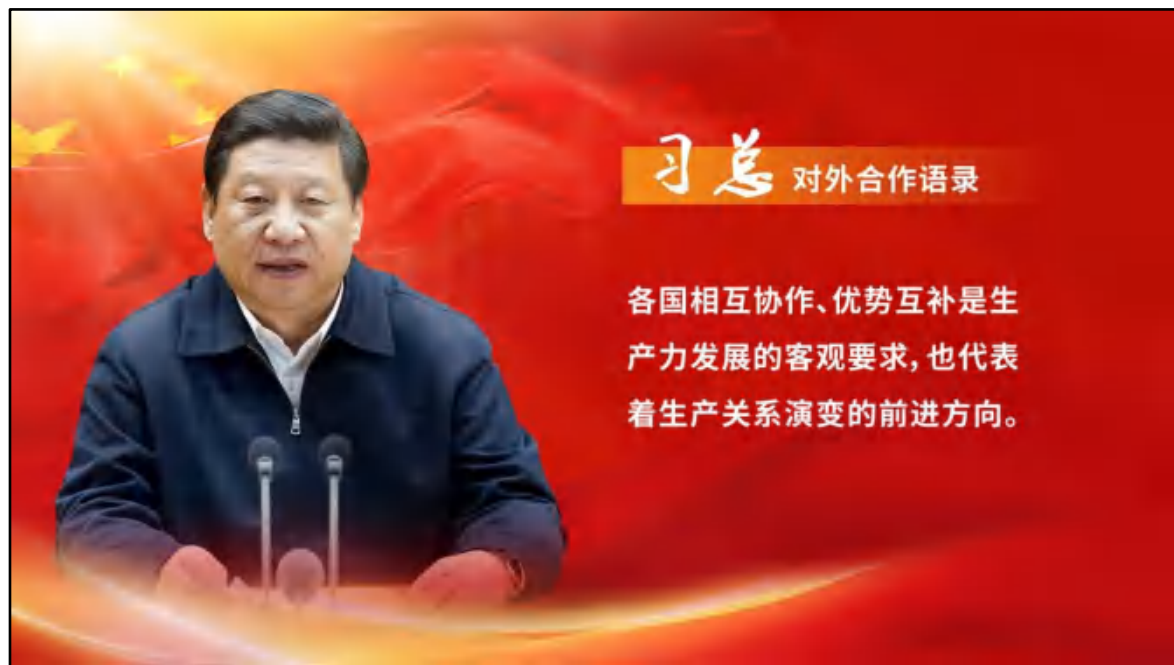 习总 对外合作语录
各国相互协作、优势互补是生
产力发展的客观要求,也代表
着生产关系演变的前进方向。